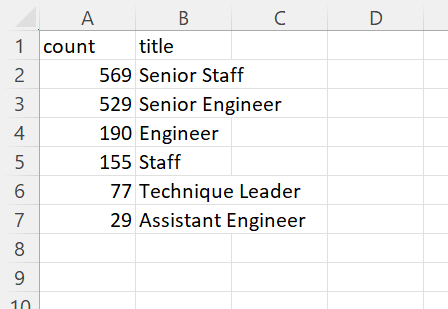 A B C D
1 count title
2 569 Senior Staff
3 529 Senior Engineer
4 190 Engineer
5 155 Staff
6 77 Technique Leader
7 29 Assistant Engineer
8
9
10